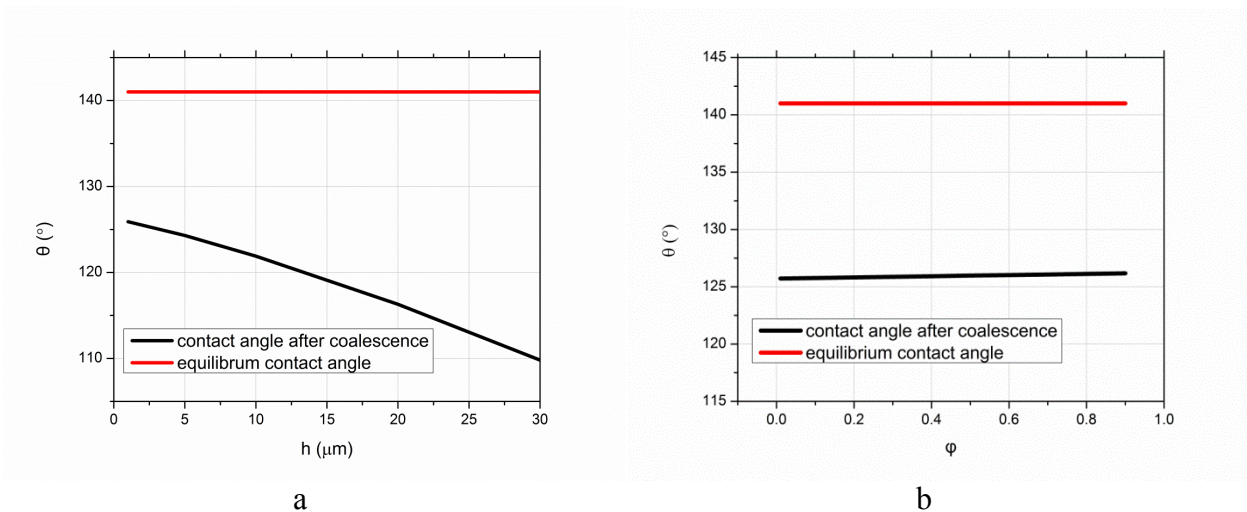 140
130
120
110
θ (°)
contact angle after coalescence
equilibrum contact angle
0 5 10 15 20 25 30
h (μm)
a
145
140
135
130
125
120
115
θ (°)
contact angle after coalescence
equilibrium contact angle
0.0 0.2 0.4 0.6 0.8 1.0
φ
b